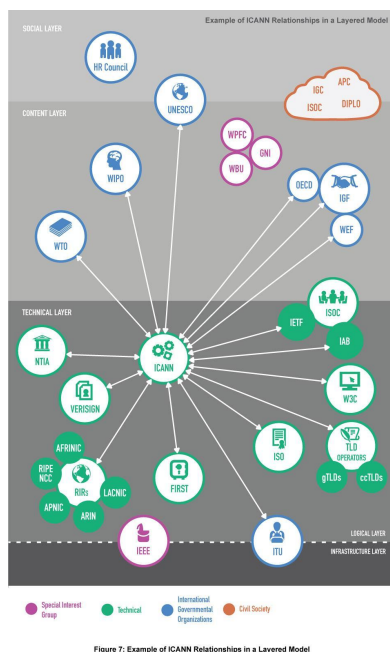 Example of ICANN Relationships in a Layered Model
SOCIAL LAYER
HR Council
UNESCO
IGC
APC
ISOC
DIPLO
CONTENT LAYER
WPFC
GNI
WBU
WIPO
OECD
IGF
WEF
WTO
TECHNICAL LAYER
ISOC
IETF
IAB
NTIA
ICANN
W3C
VERISIGN
AFRINIC
RIPE
NCC
RIRs
LACNIC
APNIC
ARIN
FIRST
ISO
TLD
OPERATORS
gTLDs
ccTLDs
LOGICAL LAYER
IEEE
ITU
INFRASTRUCTURE LAYER
Special Interest
Group
Technical
International
Governmental
Organizations
Civil Society
Figure 7: Example of ICANN Relationships in a Layered Model